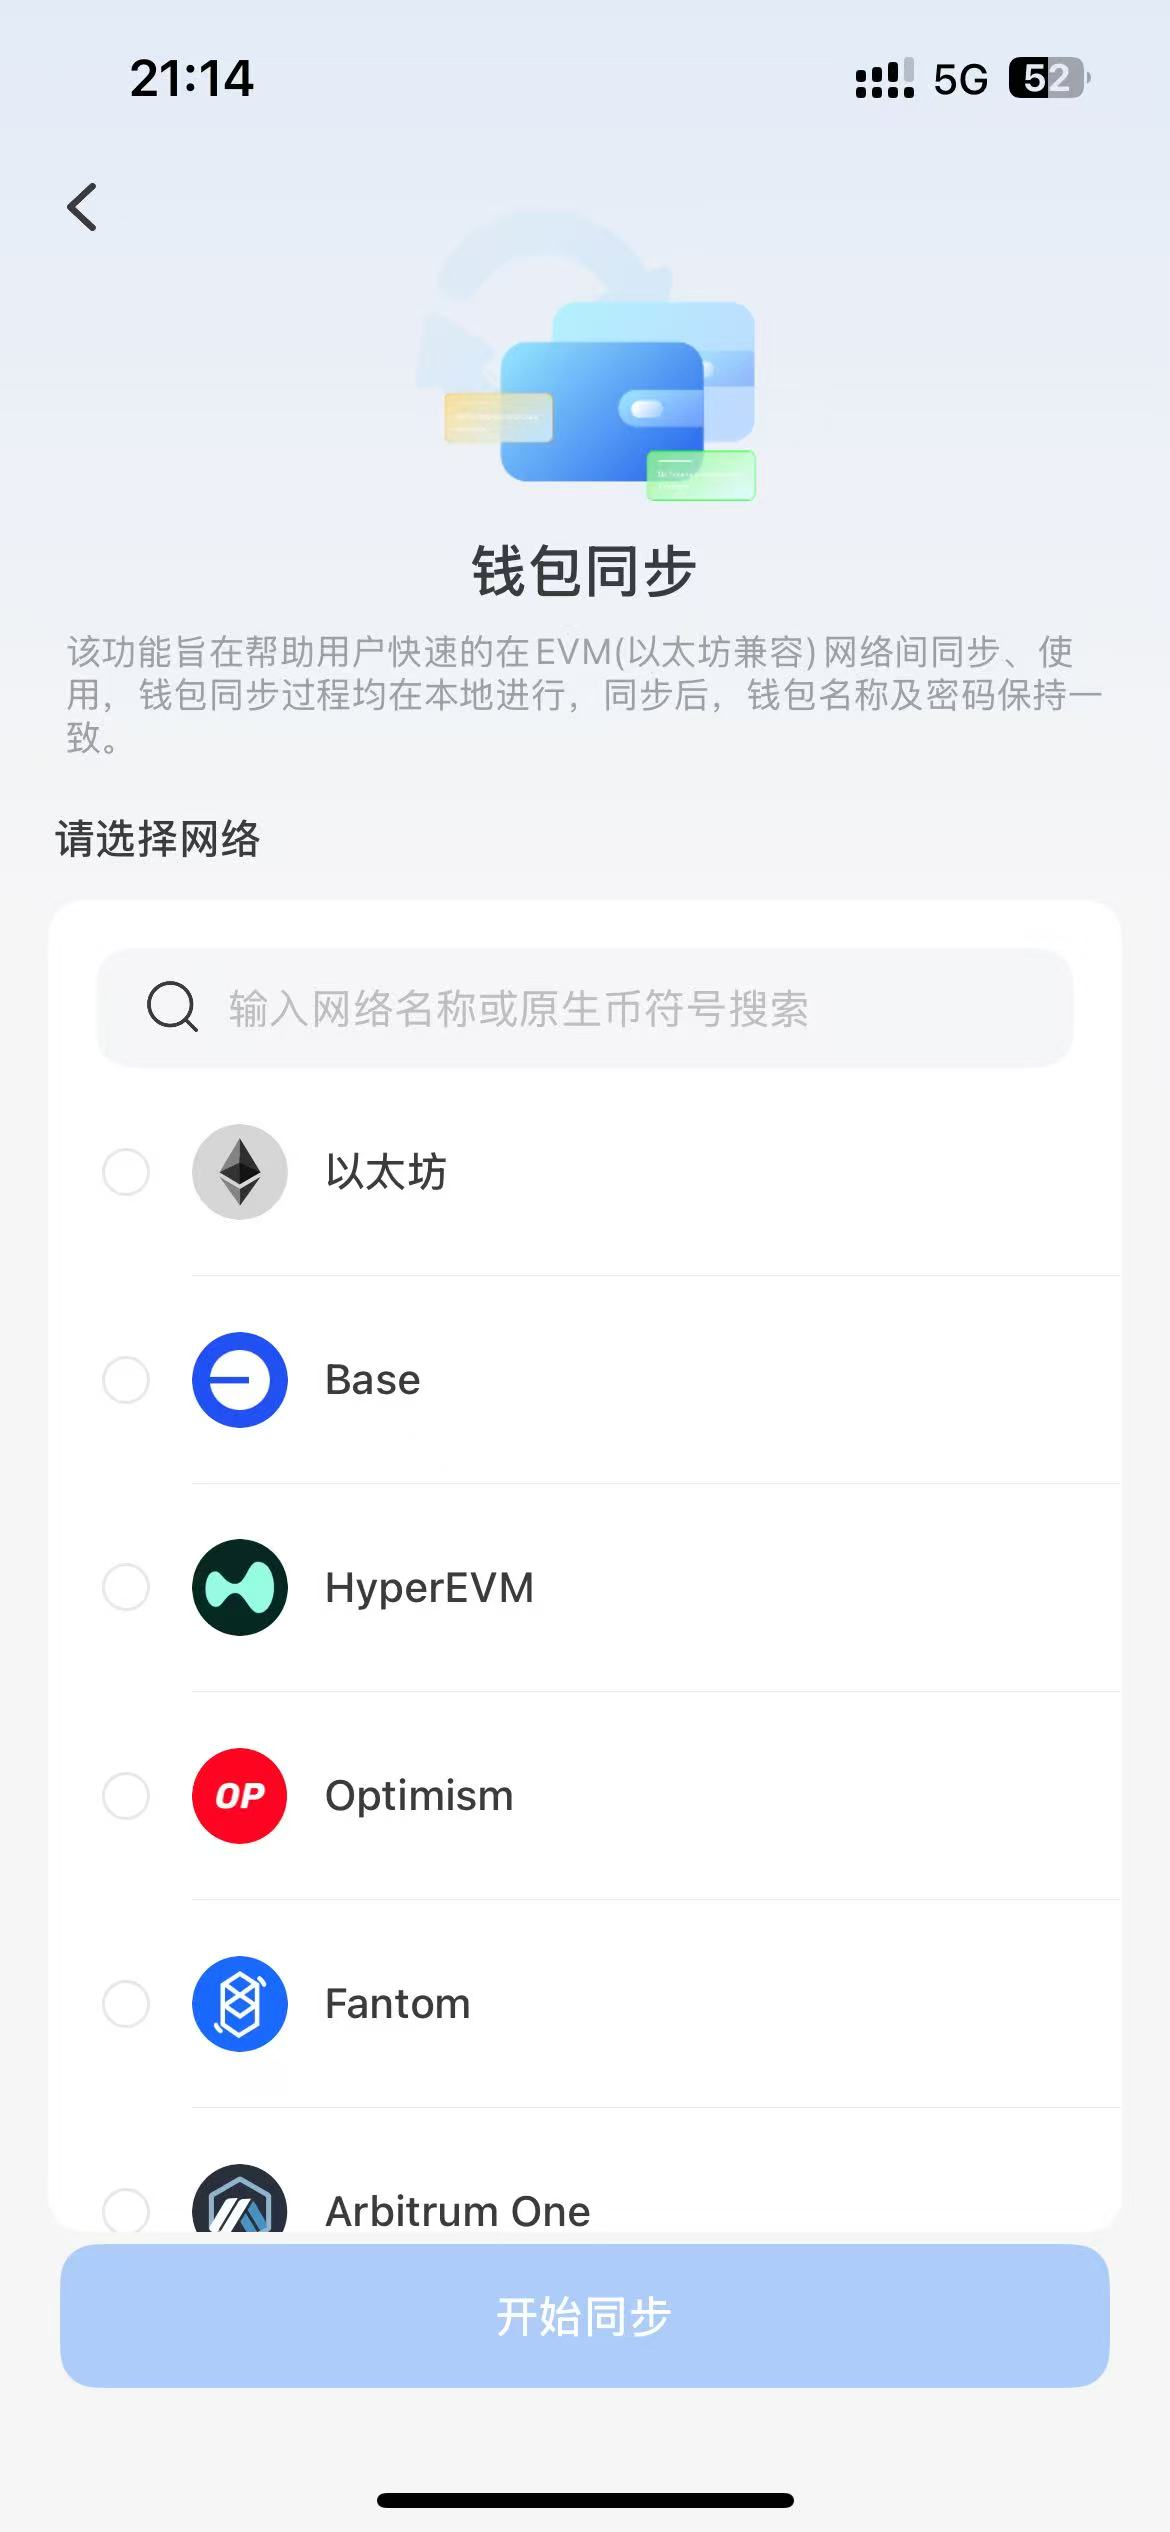 21:14
5G 52
钱包同步
该功能旨在帮助用户快速的在EVM(以太坊兼容)网络间同步、使
用，钱包同步过程均在本地进行，同步后，钱包名称及密码保持一
致。
请选择网络
输入网络名称或原生币符号搜索
以太坊
Base
HyperEVM
OP
Optimism
Fantom
Arbitrum One
开始同步